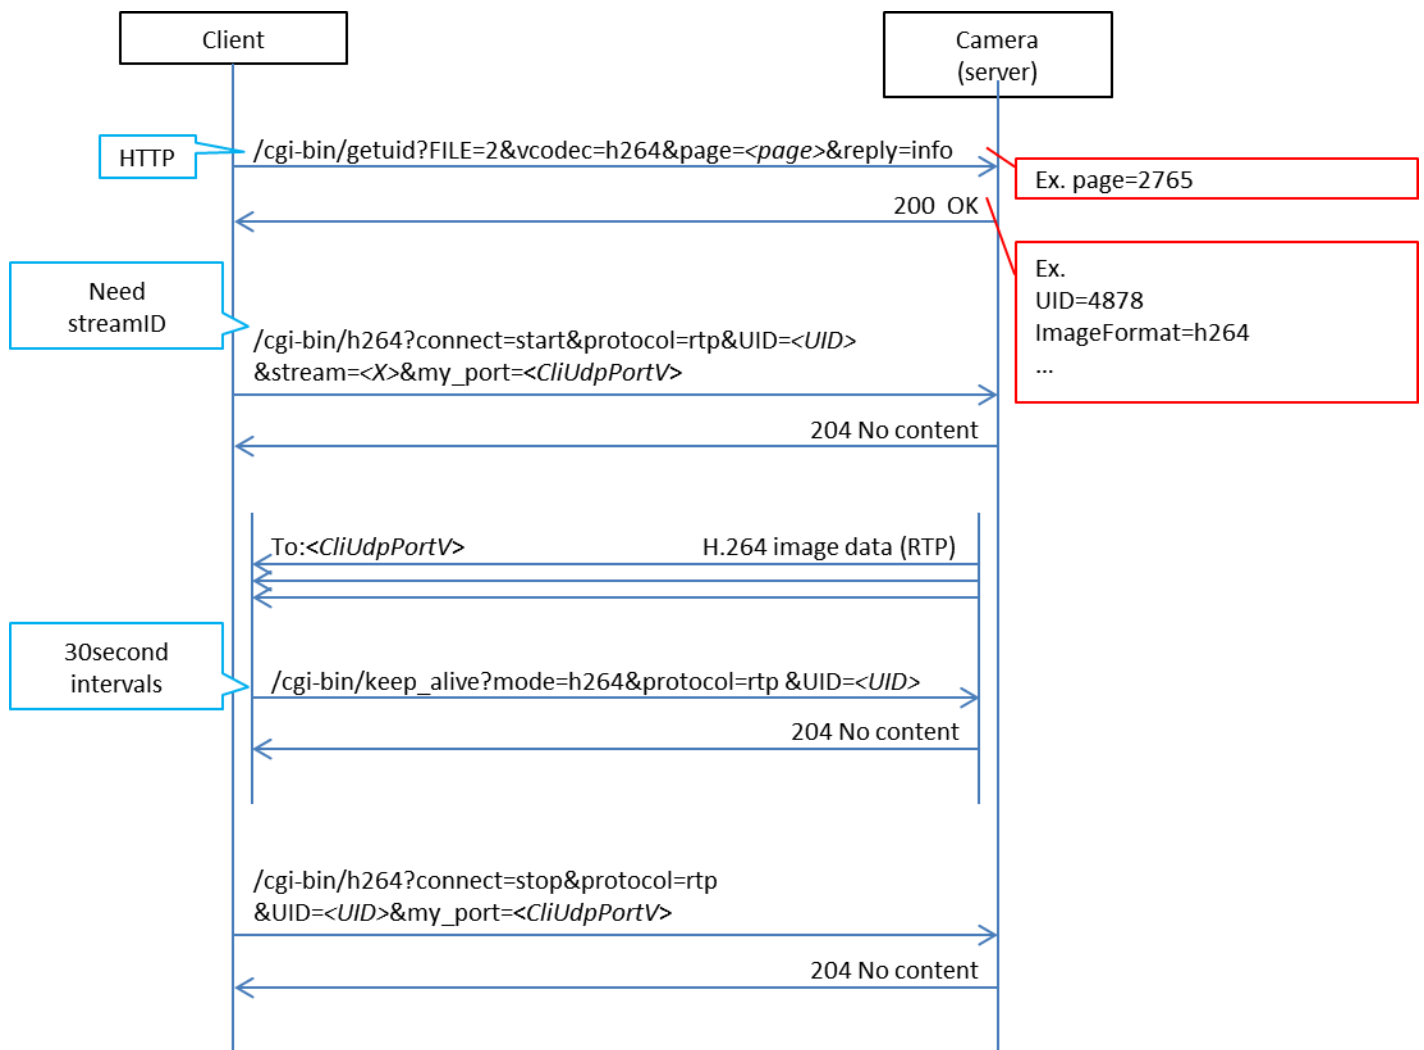 Client
Camera
(server)
HTTP
/cgi-bin/getuid?FILE=2&vcodec=h264&page=<page>&reply=info
Ex. page=2765
200  OK
Ex.
UID=4878
ImageFormat=h264
...
Need
streamID
/cgi-bin/h264?connect=start&protocol=rtp&UID=<UID>
&stream=<X>&my_port=<CliUdpPortV>
204 No content
To:<CliUdpPortV>
H.264 image data (RTP)
30second
intervals
/cgi-bin/keep_alive?mode=h264&protocol=rtp &UID=<UID>
204 No content
/cgi-bin/h264?connect=stop&protocol=rtp
&UID=<UID>&my_port=<CliUdpPortV>
204 No content